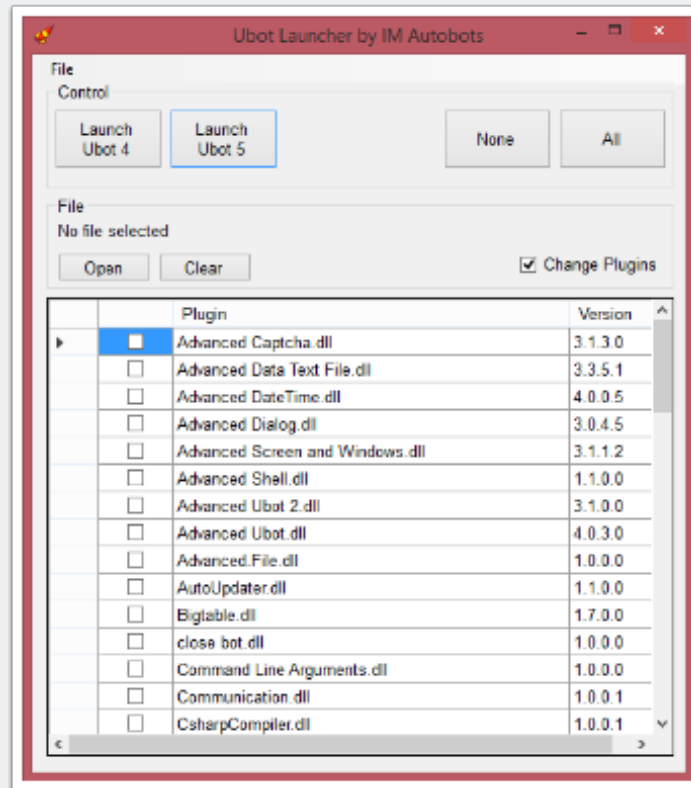 Ubot Launcher by IM Autobots
File
Control
Launch
Ubot 4
Launch
Ubot 5
None
All
File
No file selected
Open
Clear
Change Plugins
Plugin Version
Advanced Captcha.dll 3.1.3.0
Advanced Data Text File.dll 3.3.5.1
Advanced DateTime.dll 4.0.0.5
Advanced Dialog.dll 3.0.4.5
Advanced Screen and Windows.dll 3.1.1.2
Advanced Shell.dll 1.1.0.0
Advanced Ubot 2.dll 3.1.0.0
Advanced Ubot.dll 4.0.3.0
Advanced.File.dll 1.0.0.0
AutoUpdater.dll 1.1.0.0
Bigtable.dll 1.7.0.0
close bot.dll 1.0.0.0
Command Line Arguments.dll 1.0.0.0
Communication.dll 1.0.0.1
CsharpCompiler.dll 1.0.0.1